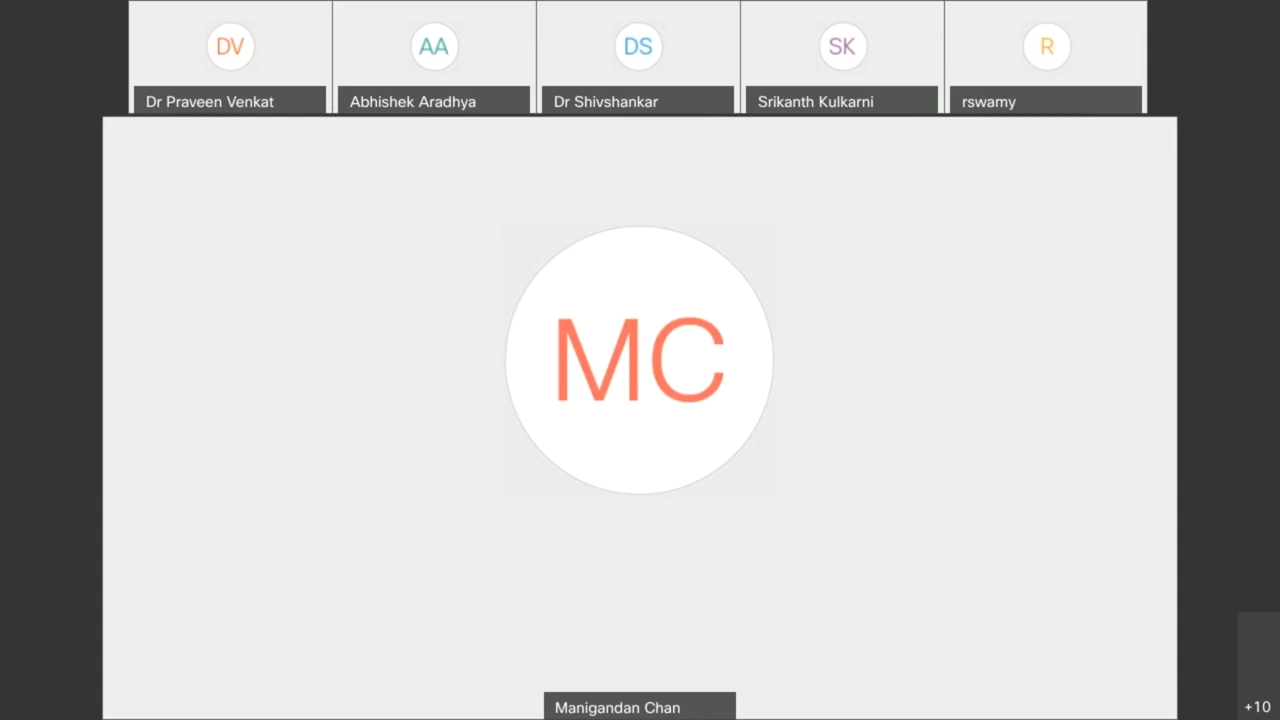 DV
AA
DS
SK
R
Dr Praveen Venkat
Abhishek Aradhya
Dr Shivshankar
Srikanth Kulkarni
rswamy
MC
Manigandan Chan
+10